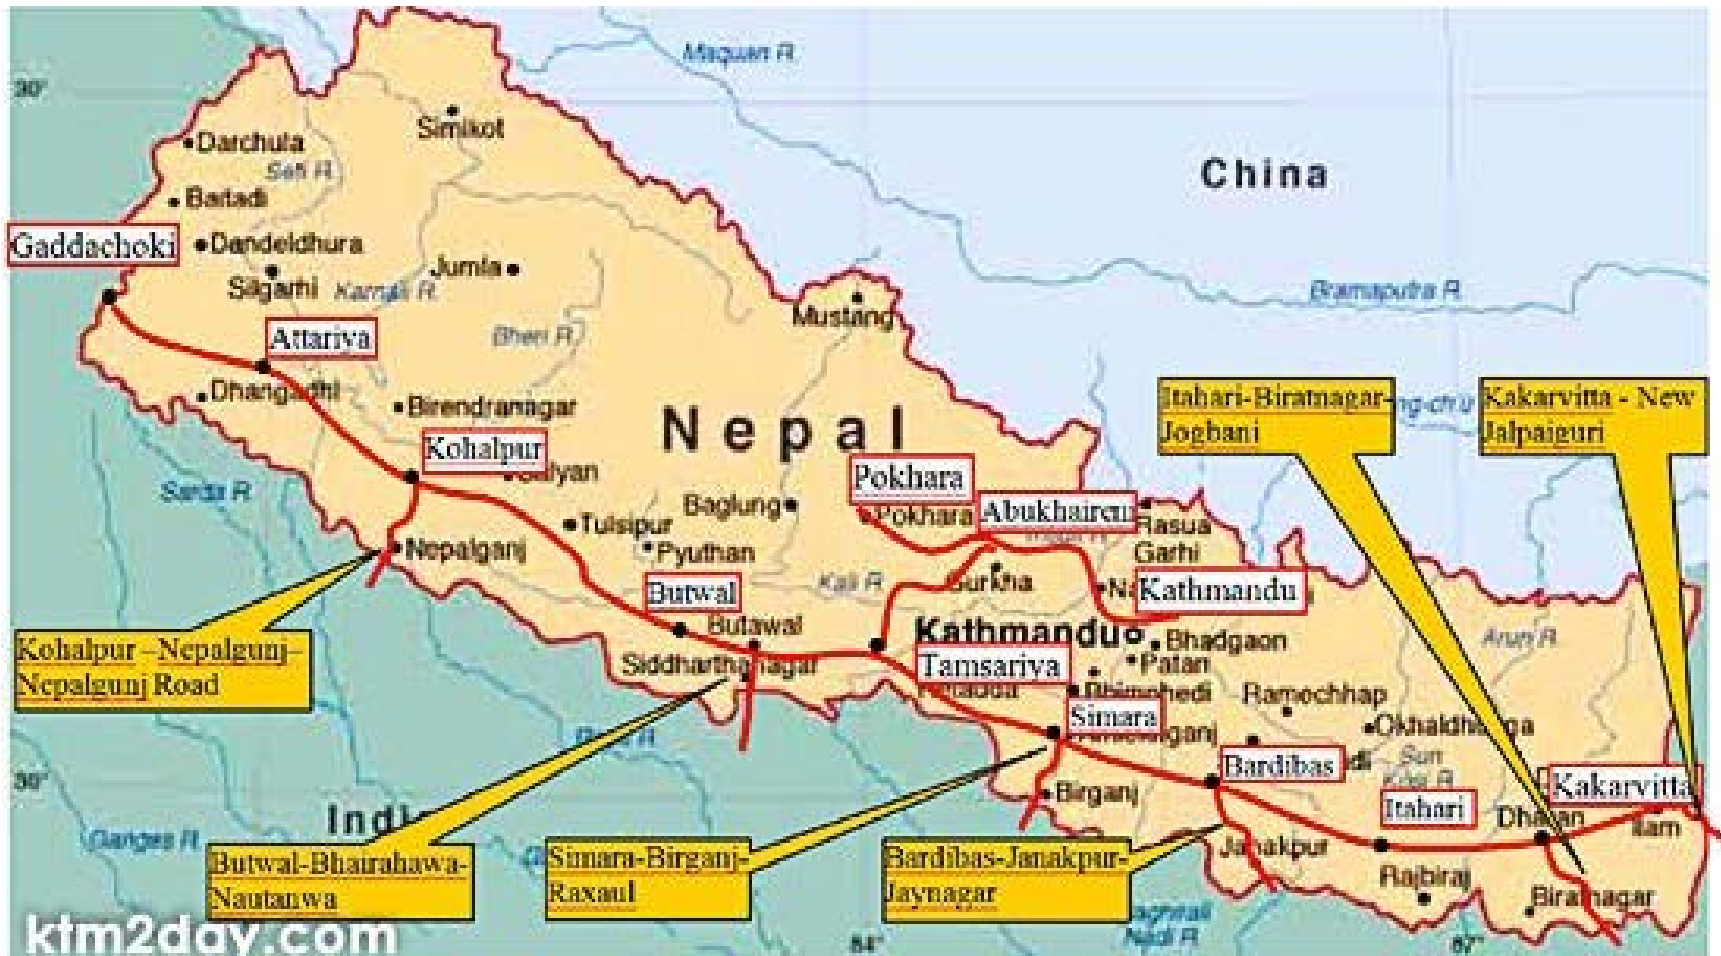 Maquan R.
30°
Simikot
Darchula
Seti R.
China
Baitadi
Gaddachoki
Dandeldhura
Jumla
Silgarhi
Karnali R.
Bramaputra R.
Mustang
Attariya
Bheri R.
Dhangadhi
Birendranagar
Nepal
Itahari-Biratnagar-
Jogbani
Kakarvitta - New
Jalpaiguri
Kohalpur
Pokhara
Sarda R.
Baglung
Pokhara
Abukhaireni
Rasua
Garhi
Tulsipur
Nepalganj
Pyuthan
Kali R.
Gurkha
Kathmandu
Butwal
Butawal
Kathmandu
Bhadgaon
Arun R.
Kohalpur –Nepalgunj–
Nepalgunj Road
Siddharthanagar
Tamsariya
Patan
Bhimphedi
Ramechhap
Simara
Okhaldhunga
Bardibas
Sun
Kosi R.
30°
Birganj
Itahari
Kakarvitta
Dharan
Ilam
India
Ganges R.
Butwal-Bhairahawa-
Nautanwa
Simara-Birganj-
Raxaul
Bardibas-Janakpur-
Jaynagar
Janakpur
Rajbiraj
Biratnagar
ktm2day.com
84°
87°